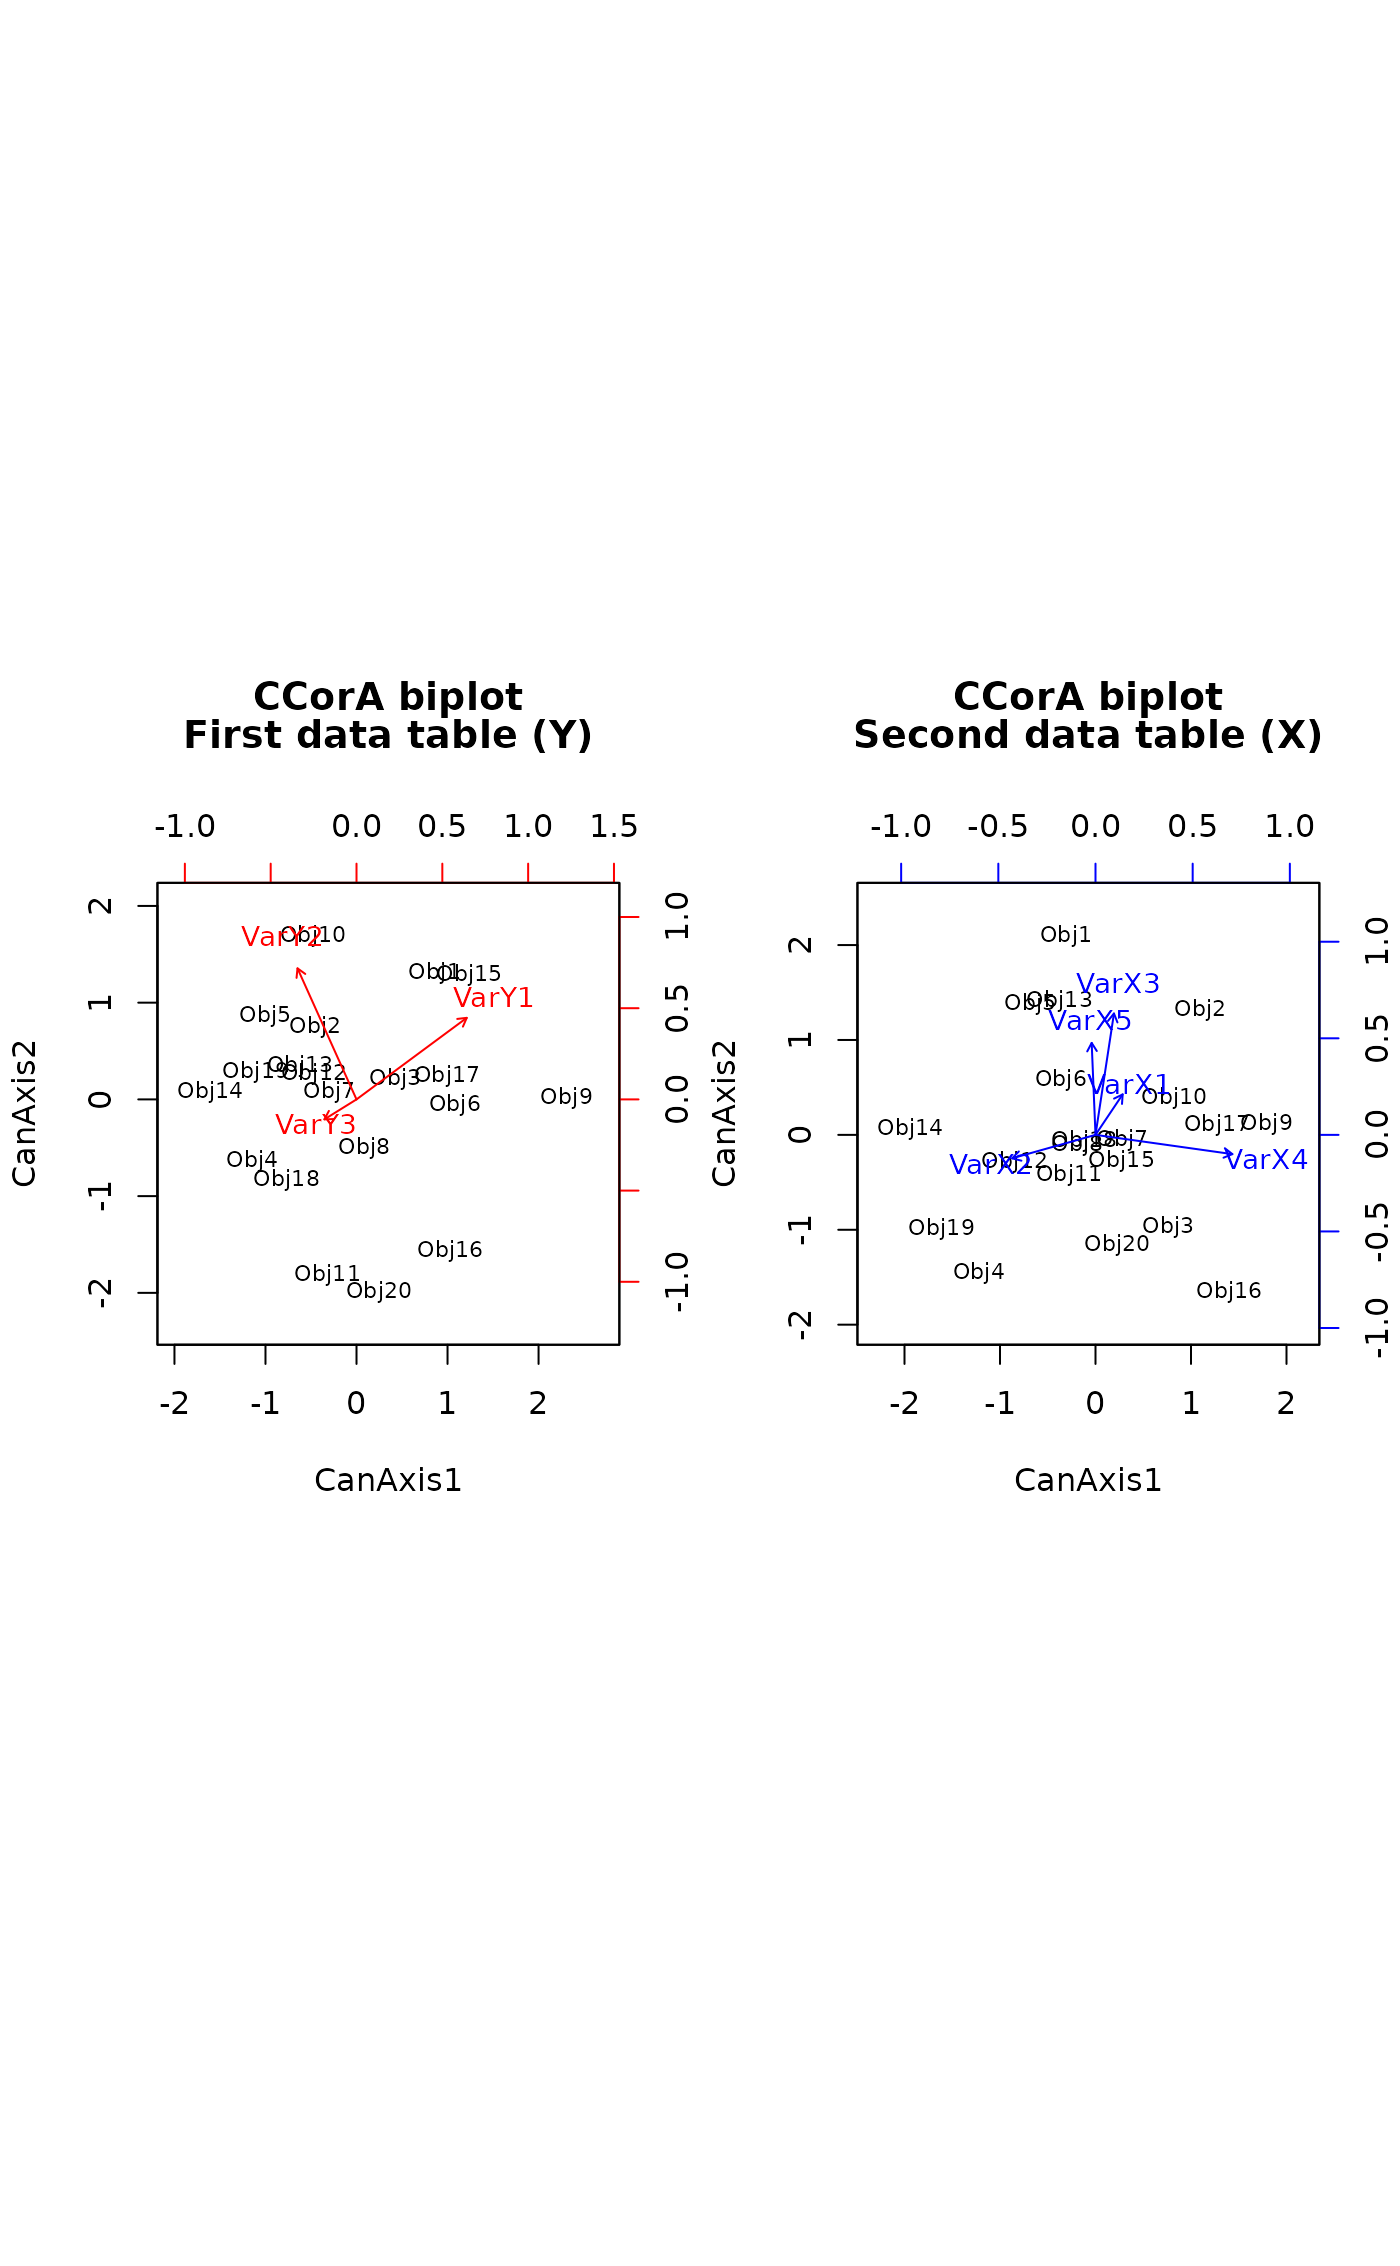 CCorA biplot
First data table (Y)
-1.0 0.0 0.5 1.0 1.5
2
1
0
-1
-2
CanAxis2
1.0
0.5
0.0
-1.0
VarY2
Obj10
Obj1
Obj15
VarY1
Obj5
Obj2
Obj13
Obj19
Obj12
Obj17
Obj3
Obj14
Obj7
Obj6
Obj9
VarY3
Obj8
Obj4
Obj18
Obj16
Obj11
Obj20
-2 -1 0 1 2
CanAxis1
CCorA biplot
Second data table (X)
-1.0 -0.5 0.0 0.5 1.0
2
1
0
-1
-2
CanAxis2
1.0
0.5
0.0
-0.5
-1.0
Obj1
VarX3
Obj13
Obj5
Obj2
VarX5
Obj6
VarX1
Obj10
Obj14
Obj17
Obj9
Obj18
Obj7
Obj8
Obj12
Obj15
VarX2
VarX4
Obj11
Obj19
Obj3
Obj20
Obj4
Obj16
-2 -1 0 1 2
CanAxis1